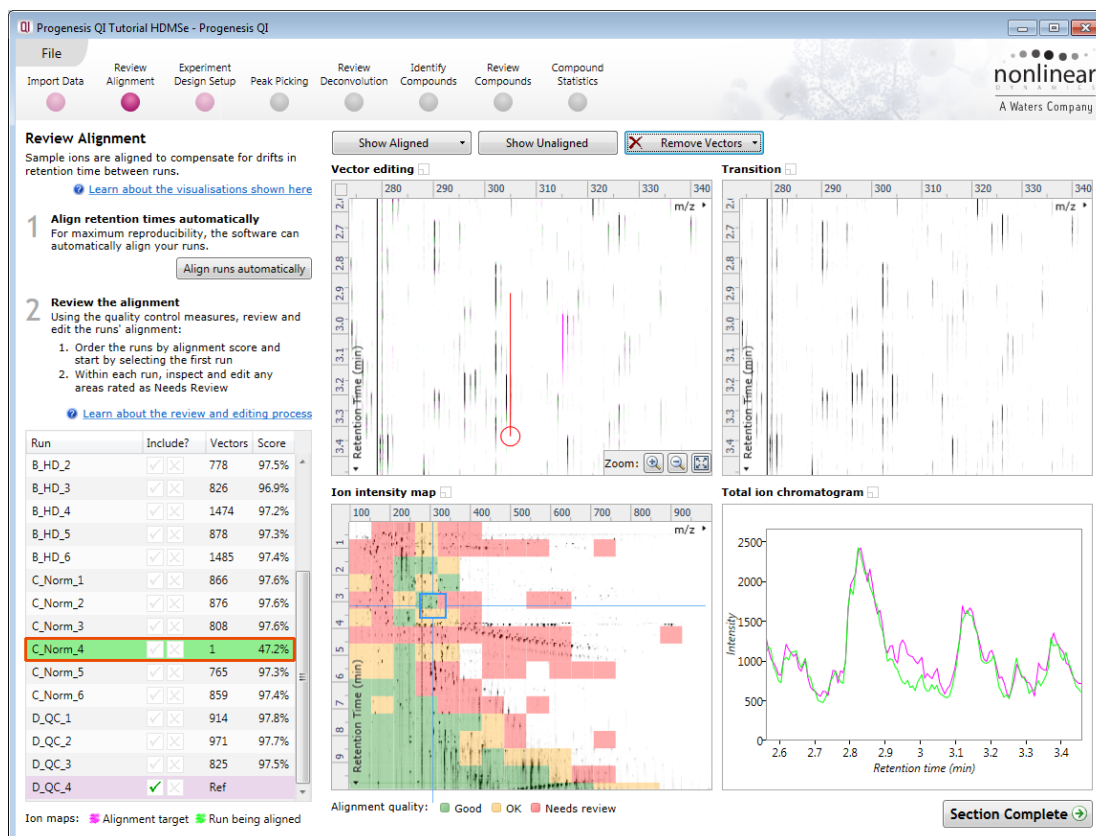 QI Progenesis QI Tutorial HDMSe - Progenesis QI
File
Import Data
Review Alignment
Experiment Design Setup
Peak Picking
Review Deconvolution
Identify Compounds
Review Compounds
Compound Statistics
nonlinear
DYNAMICS
A Waters Company
Review Alignment
Sample ions are aligned to compensate for drifts in
retention time between runs.
Learn about the visualisations shown here
1 Align retention times automatically
For maximum reproducibility, the software can
automatically align your runs.
Align runs automatically
2 Review the alignment
Using the quality control measures, review and
edit the runs' alignment:
1. Order the runs by alignment score and
start by selecting the first run
2. Within each run, inspect and edit any
areas rated as Needs Review
Learn about the review and editing process
Run Include? Vectors Score
B_HD_2 778 97.5%
B_HD_3 826 96.9%
B_HD_4 1474 97.2%
B_HD_5 878 97.3%
B_HD_6 1485 97.4%
C_Norm_1 866 97.6%
C_Norm_2 876 97.6%
C_Norm_3 808 97.6%
C_Norm_4 1 47.2%
C_Norm_5 765 97.3%
C_Norm_6 859 97.4%
D_QC_1 914 97.8%
D_QC_2 971 97.7%
D_QC_3 825 97.5%
D_QC_4 Ref
Ion maps: Alignment target Run being aligned
Show Aligned
Show Unaligned
Remove Vectors
Vector editing
280 290 300 310 320 330 340
m/z
2.7
2.8
2.9
3.0
3.1
3.2
3.3
3.4
Retention Time (min)
Zoom:
Transition
280 290 300 310 320 330 340
m/z
2.7
2.8
2.9
3.0
3.1
3.2
3.3
3.4
Retention Time (min)
Ion intensity map
100 200 300 400 500 600 700 800 900
m/z
1
2
3
4
5
6
7
8
9
Retention Time (min)
Alignment quality: Good OK Needs review
Total ion chromatogram
2500
2000
1500
1000
500
0
Intensity
2.6 2.7 2.8 2.9 3 3.1 3.2 3.3 3.4
Retention time (min)
Section Complete